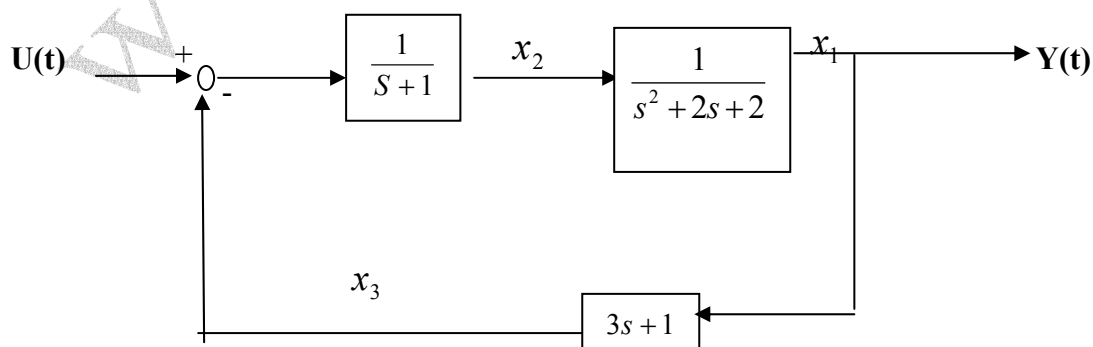 U(t) + - 1/(S + 1) x₂ 1/(s² + 2s + 2) x₁ Y(t)
x₃
3s + 1